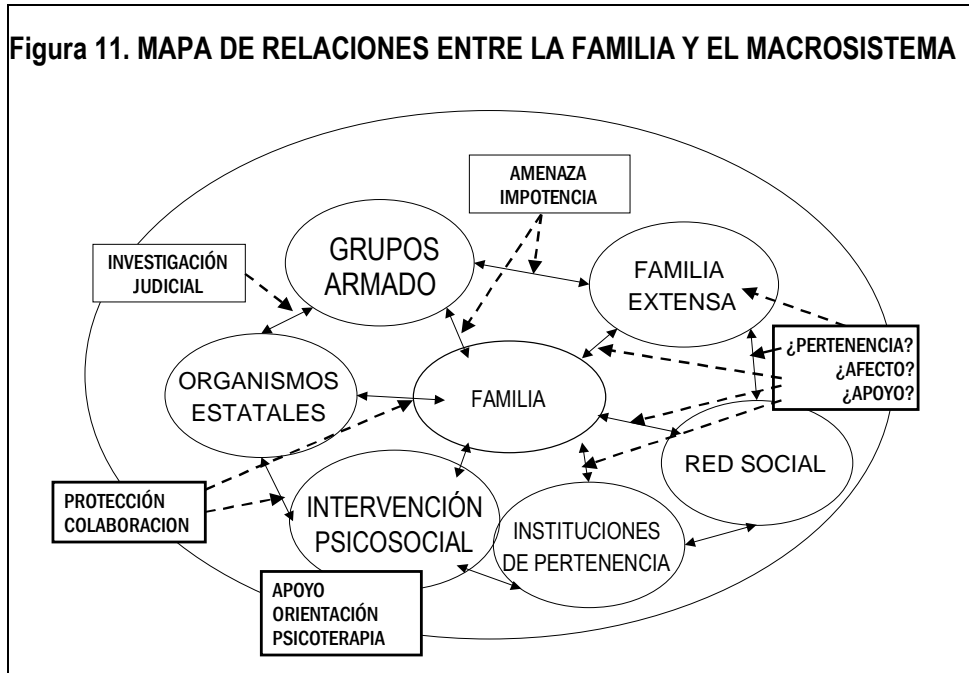 Figura 11. MAPA DE RELACIONES ENTRE LA FAMILIA Y EL MACROSISTEMA
AMENAZA
IMPOTENCIA
GRUPOS
ARMADO
INVESTIGACIÓN
JUDICIAL
FAMILIA
EXTENSA
¿PERTENENCIA?
¿AFECTO?
¿APOYO?
ORGANISMOS
ESTATALES
FAMILIA
RED SOCIAL
PROTECCIÓN
COLABORACION
INTERVENCIÓN
PSICOSOCIAL
INSTITUCIONES
DE PERTENENCIA
APOYO
ORIENTACIÓN
PSICOTERAPIA